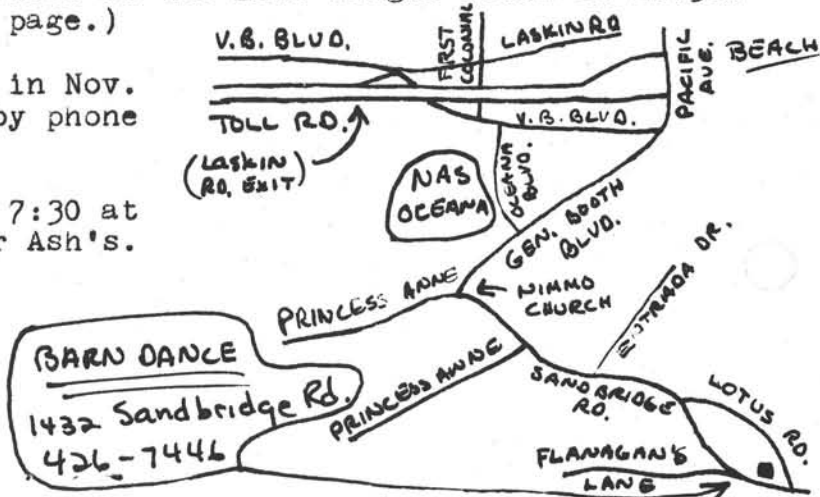 page.)
in Nov.
by phone
7:30 at
Ash's.
V.B. BLVD.
FIRST
COLONIAL
LASKIN RD
PACIFIC
AVE.
BEACH
TOLL RD.
V.B. BLVD.
(LASKIN
RD. EXIT)
NAS
OCEANA
OCEANA
BLVD.
GEN. BOOTH
BLVD.
PRINCESS ANNE
NIMMO
CHURCH
ENTRADA DR.
BARN DANCE
1432 Sandbridge Rd.
426-7446
PRINCESS ANNE
SANDBRIDGE
RD.
LOTUS RD.
FLANAGAN'S
LANE